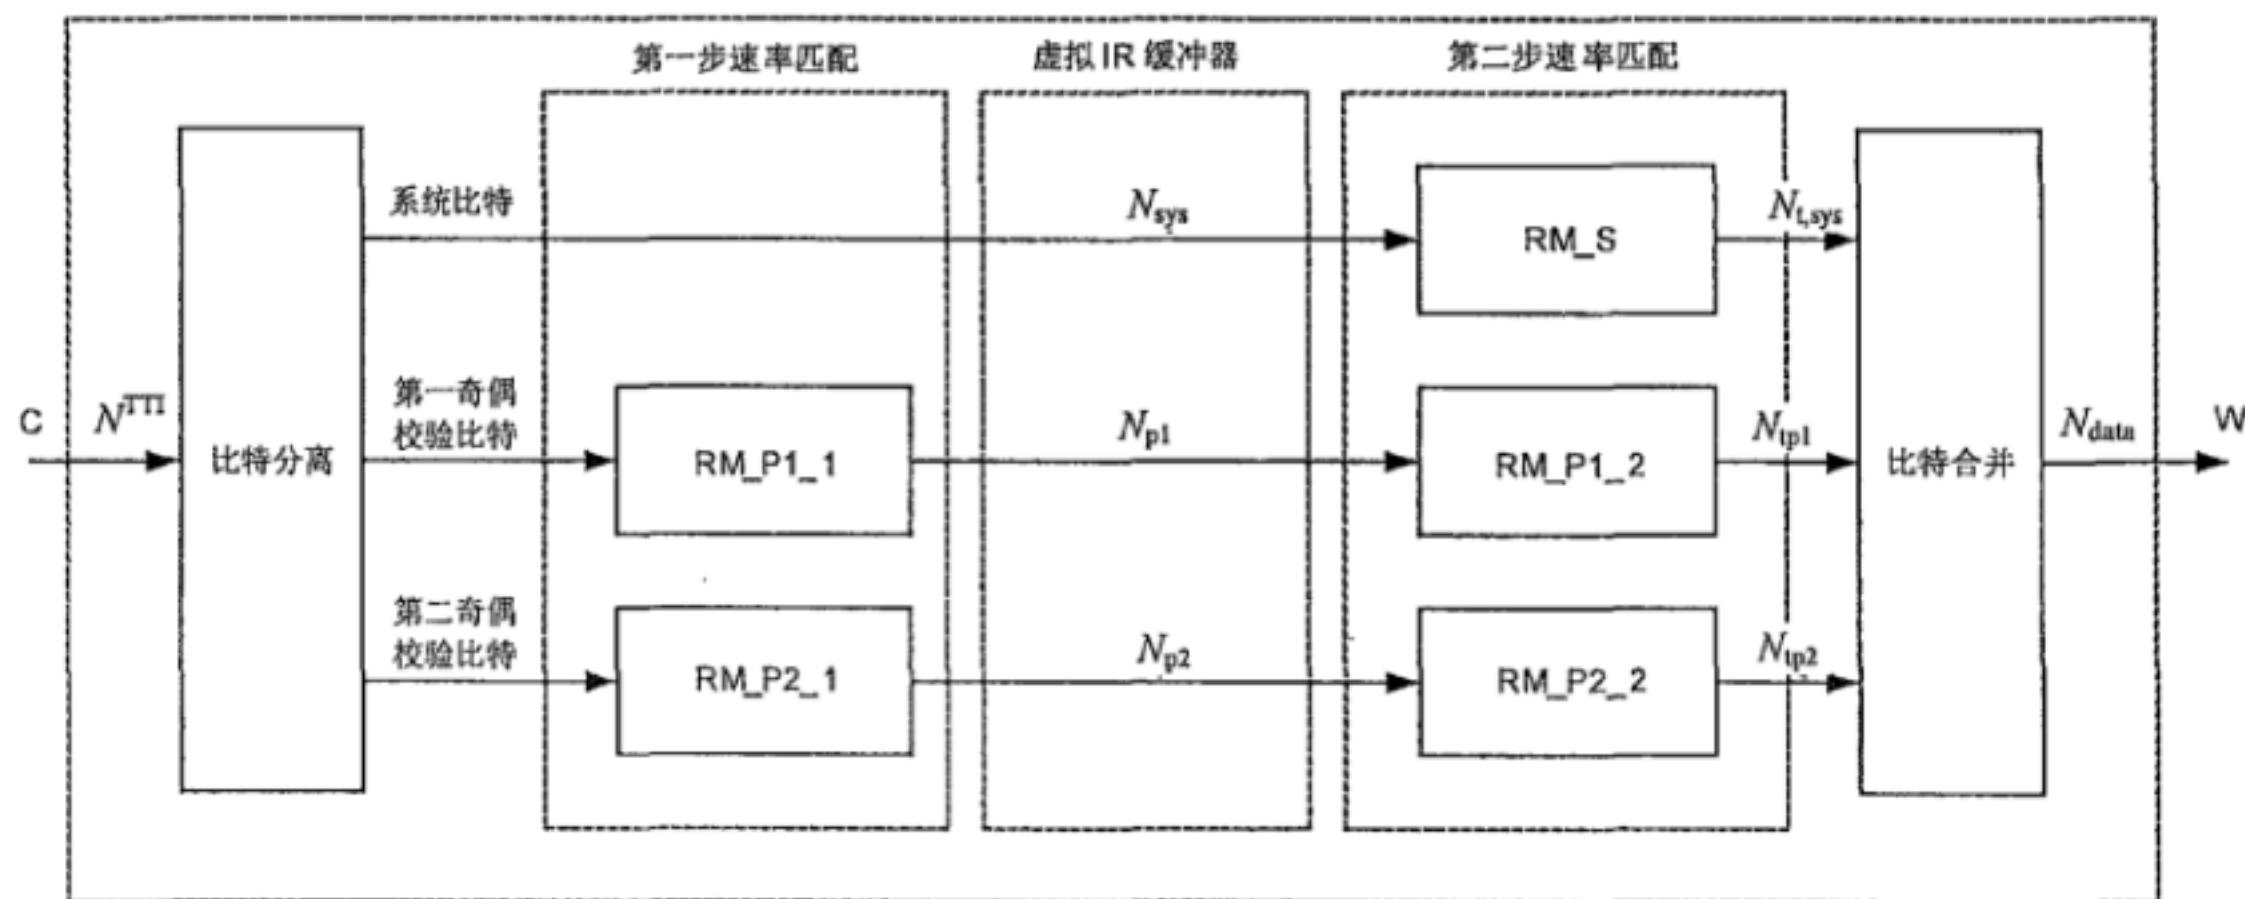 第一步速率匹配
虚拟 IR 缓冲器
第二步速率匹配
系统比特
N_sys
RM_S
N_t,sys
C
N^TTI
比特分离
第一奇偶
校验比特
RM_P1_1
N_p1
RM_P1_2
N_tp1
比特合并
N_data
W
第二奇偶
校验比特
RM_P2_1
N_p2
RM_P2_2
N_tp2